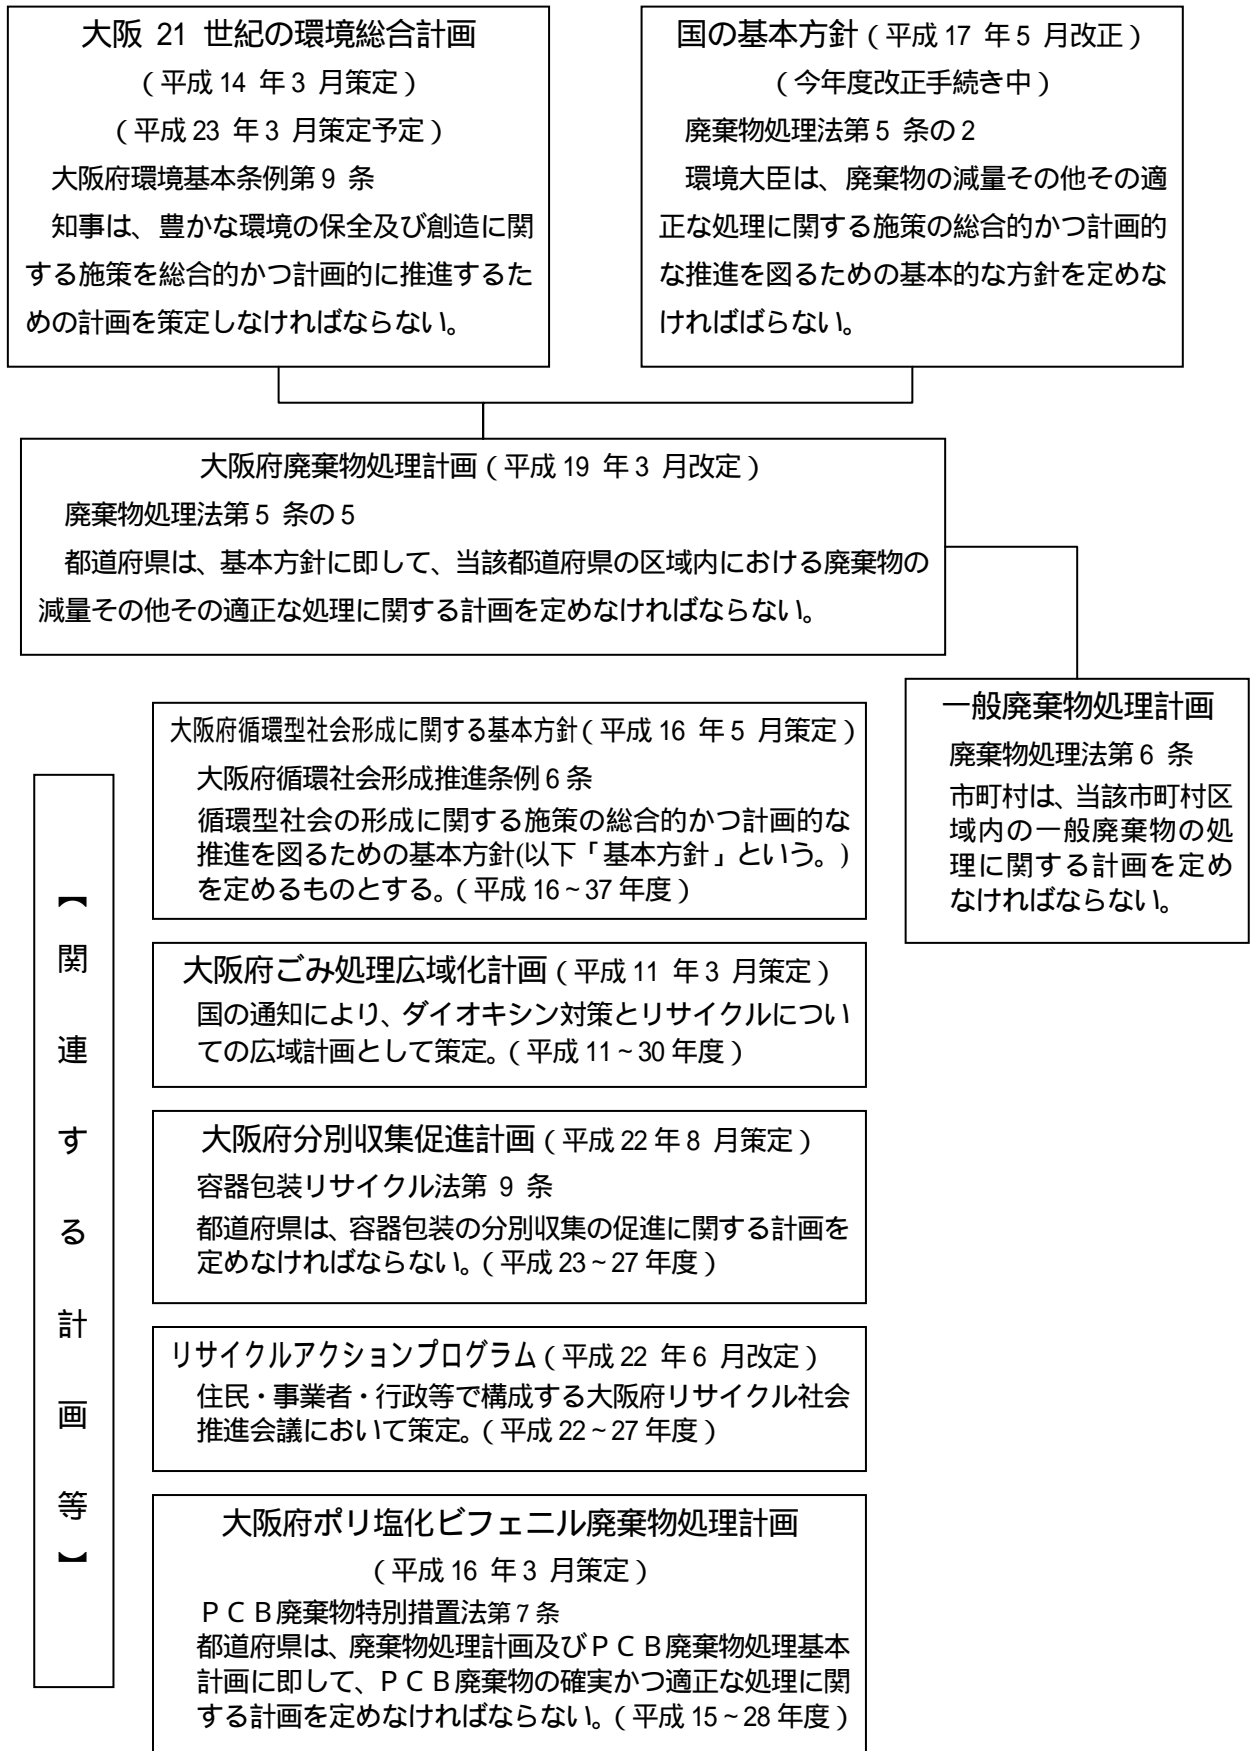 大阪 21 世紀の環境総合計画
(平成 14 年 3 月策定)
(平成 23 年 3 月策定予定)
大阪府環境基本条例第 9 条
知事は、豊かな環境の保全及び創造に関
する施策を総合的かつ計画的に推進するた
めの計画を策定しなければならない。
国の基本方針(平成 17 年 5 月改正)
(今年度改正手続き中)
廃棄物処理法第 5 条の 2
環境大臣は、廃棄物の減量その他その適
正な処理に関する施策の総合的かつ計画的
な推進を図るための基本的な方針を定めな
ければばらない。
大阪府廃棄物処理計画(平成 19 年 3 月改定)
廃棄物処理法第 5 条の 5
都道府県は、基本方針に即して、当該都道府県の区域内における廃棄物の
減量その他その適正な処理に関する計画を定めなければならない。
一般廃棄物処理計画
廃棄物処理法第 6 条
市町村は、当該市町村区
域内の一般廃棄物の処
理に関する計画を定め
なければならない。
【関連する計画等】
大阪府循環型社会形成に関する基本方針(平成 16 年 5 月策定)
大阪府循環社会形成推進条例 6 条
循環型社会の形成に関する施策の総合的かつ計画的な
推進を図るための基本方針(以下「基本方針」という。)
を定めるものとする。(平成 16~37 年度)
大阪府ごみ処理広域化計画(平成 11 年 3 月策定)
国の通知により、ダイオキシン対策とリサイクルについ
ての広域計画として策定。(平成 11~30 年度)
大阪府分別収集促進計画(平成 22 年 8 月策定)
容器包装リサイクル法第 9 条
都道府県は、容器包装の分別収集の促進に関する計画を
定めなければならない。(平成 23~27 年度)
リサイクルアクションプログラム(平成 22 年 6 月改定)
住民・事業者・行政等で構成する大阪府リサイクル社会
推進会議において策定。(平成 22~27 年度)
大阪府ポリ塩化ビフェニル廃棄物処理計画
(平成 16 年 3 月策定)
PCB廃棄物特別措置法第 7 条
都道府県は、廃棄物処理計画及びPCB廃棄物処理基本
計画に即して、PCB廃棄物の確実かつ適正な処理に関
する計画を定めなければならない。(平成 15~28 年度)